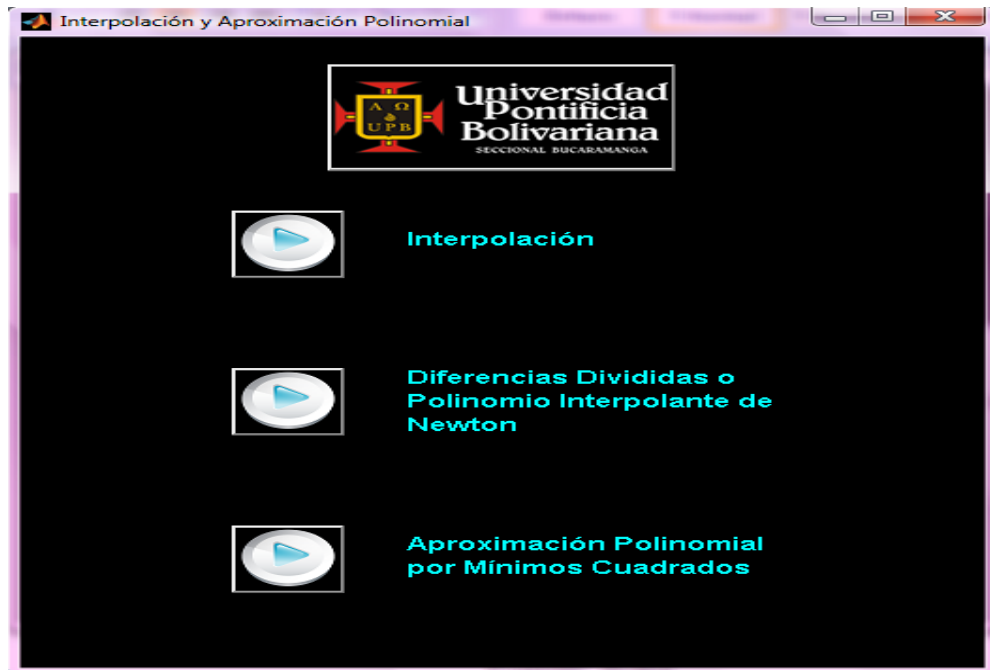 Interpolación y Aproximación Polinomial
Universidad
Pontificia
Bolivariana
SECCIONAL BUCARAMANGA
Α Ω
UPB
Interpolación
Diferencias Divididas o
Polinomio Interpolante de
Newton
Aproximación Polinomial
por Mínimos Cuadrados